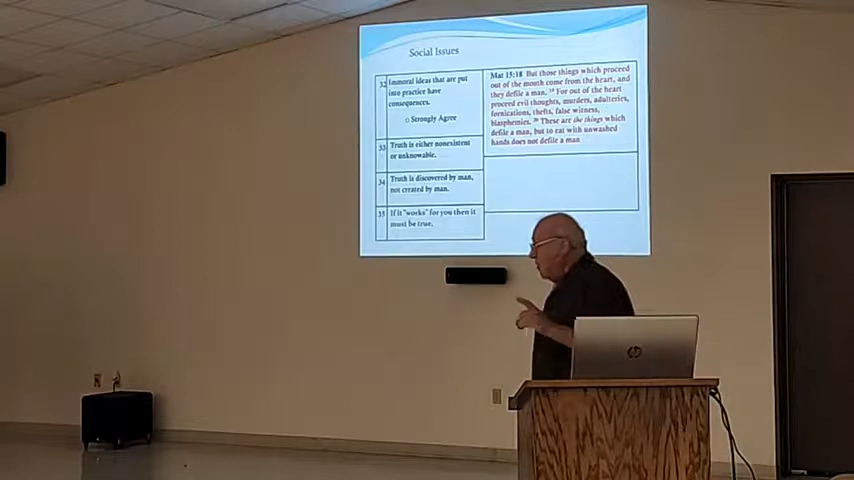 Social Issues
32 Immoral ideas that are put
into practice have
consequences.
o Strongly Agree
Mat 15:18 But those things which proceed
out of the mouth come from the heart, and
they defile a man. 19 For out of the heart
proceed evil thoughts, murders, adulteries,
fornications, thefts, false witness,
blasphemies. 20 These are the things which
defile a man, but to eat with unwashed
hands does not defile a man
33 Truth is either nonexistent
or unknowable.
34 Truth is discovered by man,
not created by man.
35 If it "works" for you then it
must be true.
hp